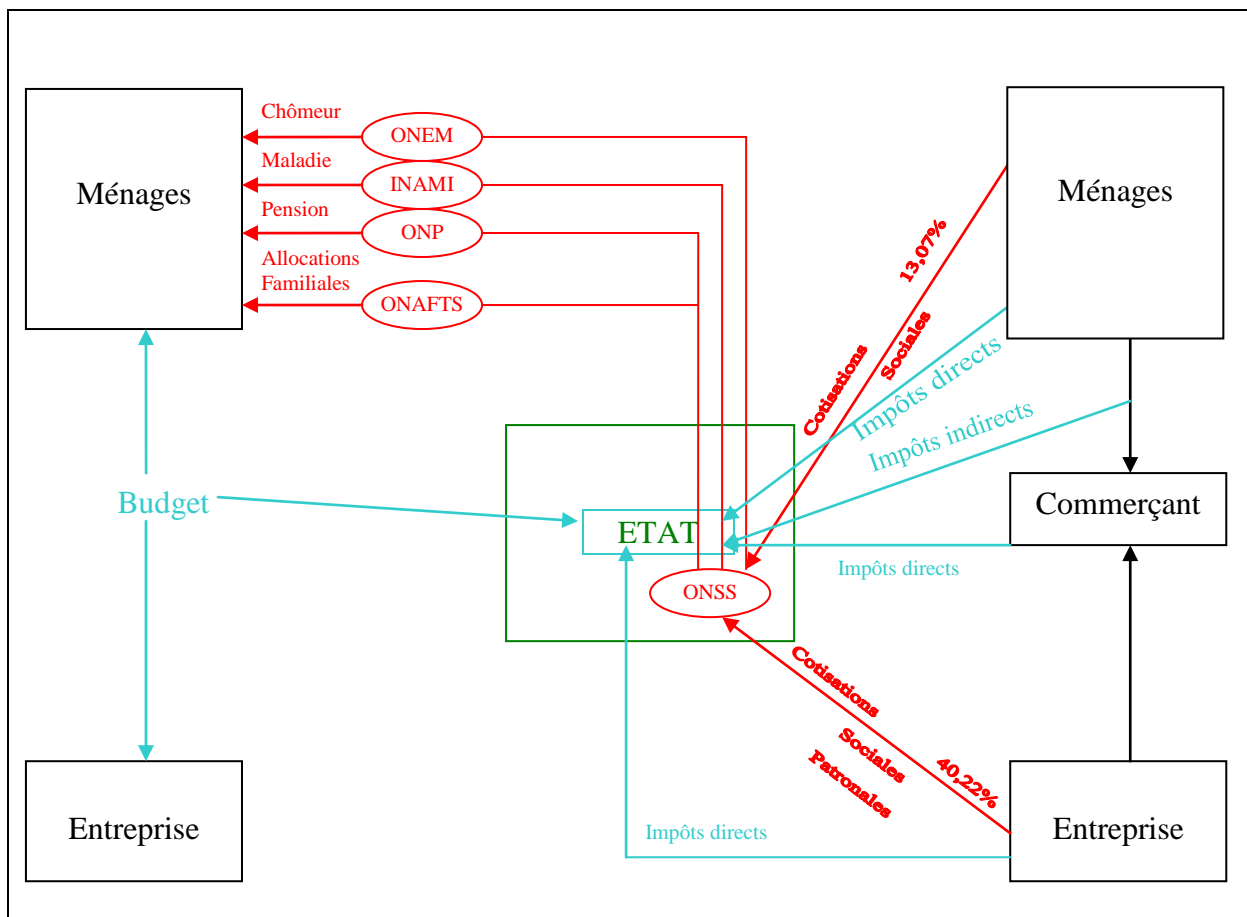 Chômeur
ONEM
Maladie
Ménages
INAMI
Ménages
Pension
ONP
Allocations
Familiales
ONAFTS
13,07%
Cotisations
Sociales
Impôts directs
Impôts indirects
Budget
Commerçant
ETAT
Impôts directs
ONSS
Cotisations
Sociales
Patronales
40,22%
Entreprise
Impôts directs
Entreprise